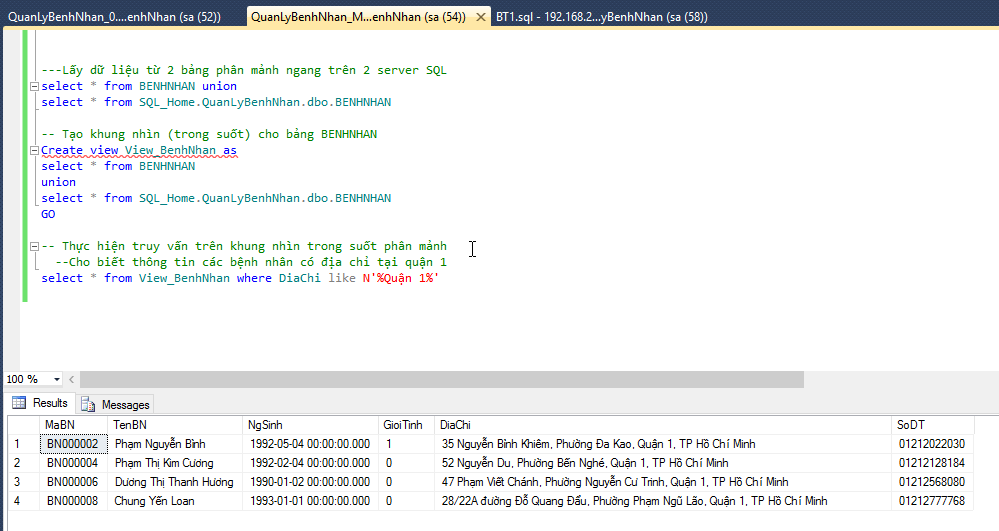 QuanLyBenhNhan_0....enhNhan (sa (52)) QuanLyBenhNhan_M...enhNhan (sa (54)) BT1.sql - 192.168.2...yBenhNhan (sa (58))
---Lấy dữ liệu từ 2 bảng phân mảnh ngang trên 2 server SQL
select * from BENHNHAN union
select * from SQL_Home.QuanLyBenhNhan.dbo.BENHNHAN
-- Tạo khung nhìn (trong suốt) cho bảng BENHNHAN
Create view View_BenhNhan as
select * from BENHNHAN
union
select * from SQL_Home.QuanLyBenhNhan.dbo.BENHNHAN
GO
-- Thực hiện truy vấn trên khung nhìn trong suốt phân mảnh
--Cho biết thông tin các bệnh nhân có địa chỉ tại quận 1
select * from View_BenhNhan where DiaChi like N'%Quận 1%'
100 %
Results Messages
MaBN TenBN NgSinh GioiTinh DiaChi SoDT
1 BN000002 Phạm Nguyễn Bình 1992-05-04 00:00:00.000 1 35 Nguyễn Bỉnh Khiêm, Phường Đa Kao, Quận 1, TP Hồ Chí Minh 01212022030
2 BN000004 Phạm Thị Kim Cương 1992-02-04 00:00:00.000 0 52 Nguyễn Du, Phường Bến Nghé, Quận 1, TP Hồ Chí Minh 01212128184
3 BN000006 Dương Thị Thanh Hương 1990-01-02 00:00:00.000 0 47 Phạm Viết Chánh, Phường Nguyễn Cư Trinh, Quận 1, TP Hồ Chí Minh 01212568080
4 BN000008 Chung Yến Loan 1993-01-01 00:00:00.000 0 28/22A đường Đỗ Quang Đẩu, Phường Phạm Ngũ Lão, Quận 1, TP Hồ Chí Minh 01212777768